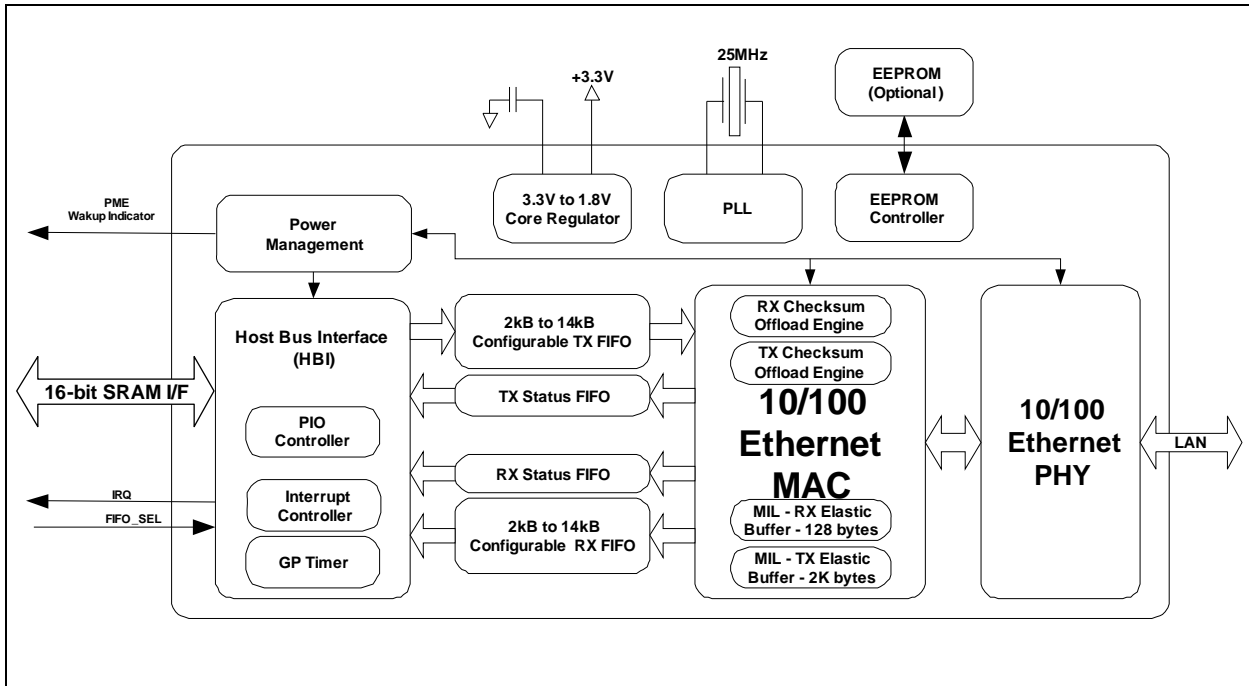 25MHz
+3.3V
EEPROM
(Optional)
3.3V to 1.8V
Core Regulator
PLL
EEPROM
Controller
PME
Wakup Indicator
Power
Management
Host Bus Interface
(HBI)
2kB to 14kB
Configurable TX FIFO
RX Checksum
Offload Engine
TX Checksum
Offload Engine
16-bit SRAM I/F
TX Status FIFO
10/100
Ethernet
MAC
10/100
Ethernet
PHY
LAN
PIO
Controller
RX Status FIFO
IRQ
FIFO_SEL
Interrupt
Controller
2kB to 14kB
Configurable RX FIFO
MIL - RX Elastic
Buffer - 128 bytes
GP Timer
MIL - TX Elastic
Buffer - 2K bytes